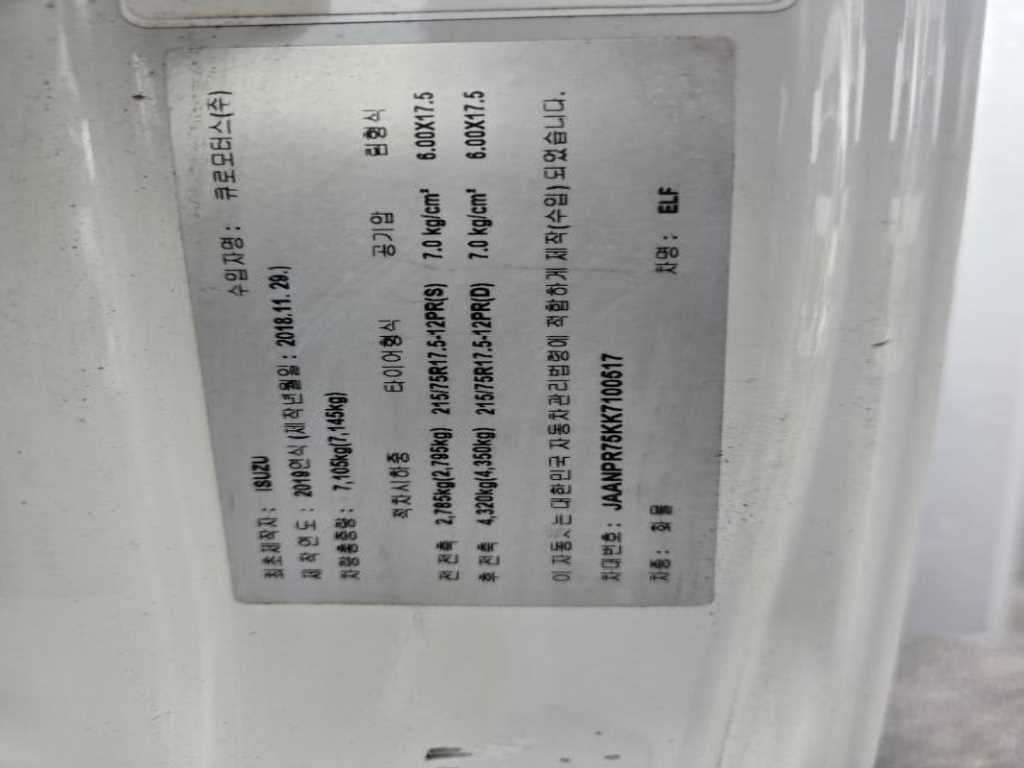 수입자명 : 큐로모터스(주)
최초제작자 : ISUZU
제 작 연 도 : 2019연식 (제작년월일 : 2018.11. 29.)
차량총중량 : 7,105kg(7,145kg)
적차시하중 타이어형식 공기압 림형식
전 전축 2,785kg(2,795kg) 215/75R17.5-12PR(S) 7.0 kg/cm² 6.00X17.5
후 전축 4,320kg(4,350kg) 215/75R17.5-12PR(D) 7.0 kg/cm² 6.00X17.5
이 자동차는 대한민국 자동차관리법령에 적합하게 제작(수입) 되었습니다.
차대번호 : JAANPR75KK7100517
차종 : 화물 차명 : ELF